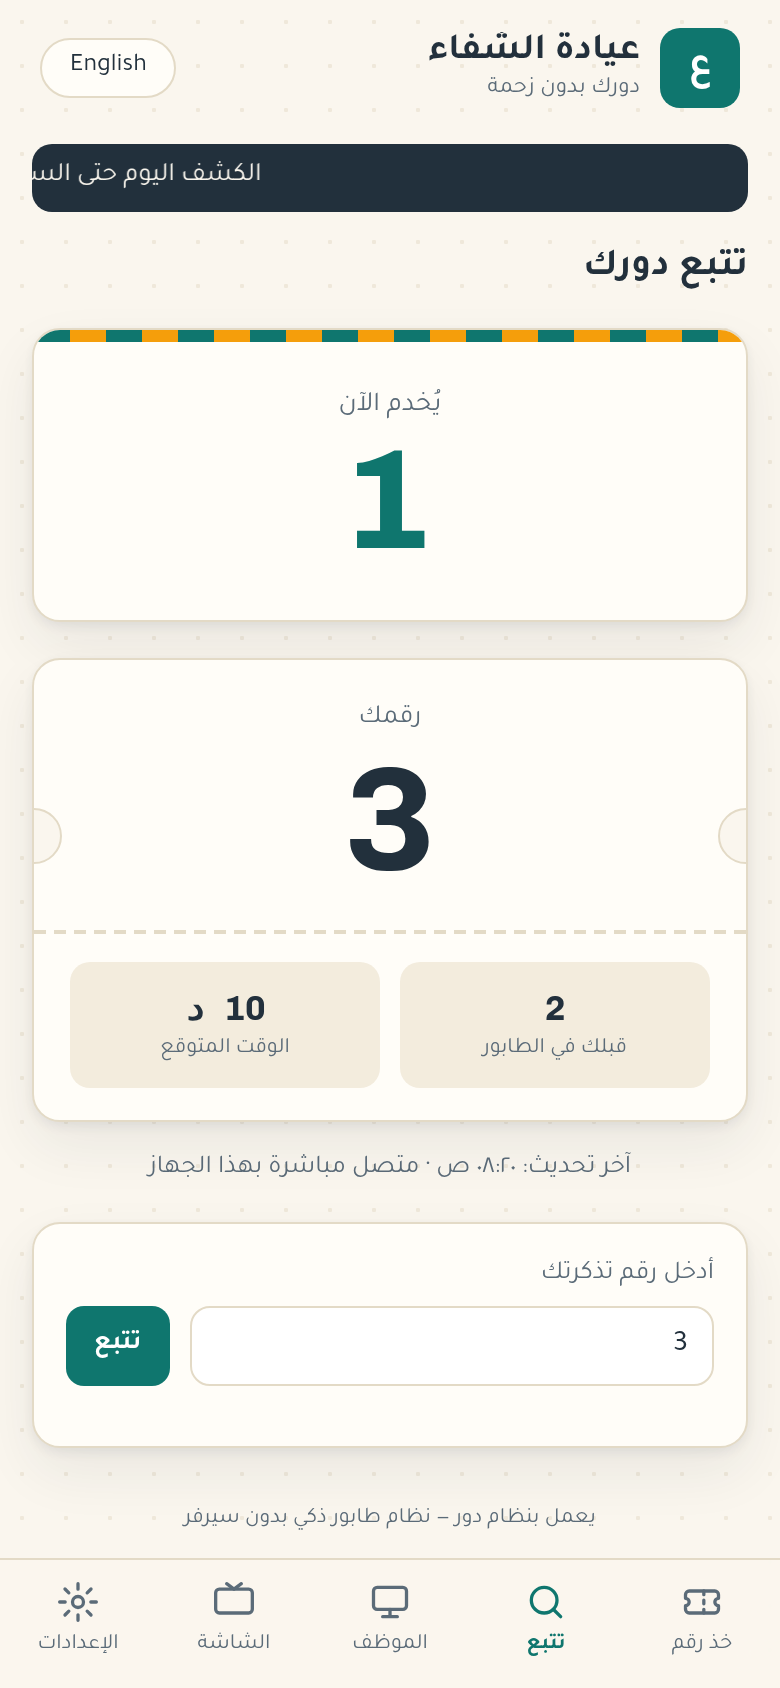 ع
عيادة الشفاء
دورك بدون زحمة
English
الكشف اليوم حتى
تتبع دورك
يُخدم الآن
1
رقمك
3
2
قبلك في الطابور
10 د
الوقت المتوقع
آخر تحديث: ٠٨:٢٠ ص · متصل مباشرة بهذا الجهاز
أدخل رقم تذكرتك
3
تتبع
يعمل بنظام دور – نظام طابور ذكي بدون سيرفر
خذ رقم
تتبع
الموظف
الشاشة
الإعدادات